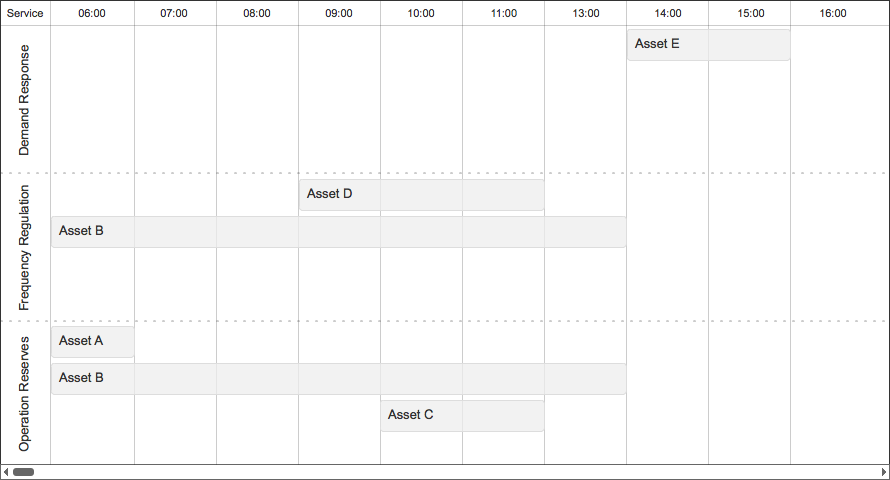 Service 06:00 07:00 08:00 09:00 10:00 11:00 13:00 14:00 15:00 16:00
Demand Response
Asset E
Frequency Regulation
Asset D
Asset B
Operation Reserves
Asset A
Asset B
Asset C